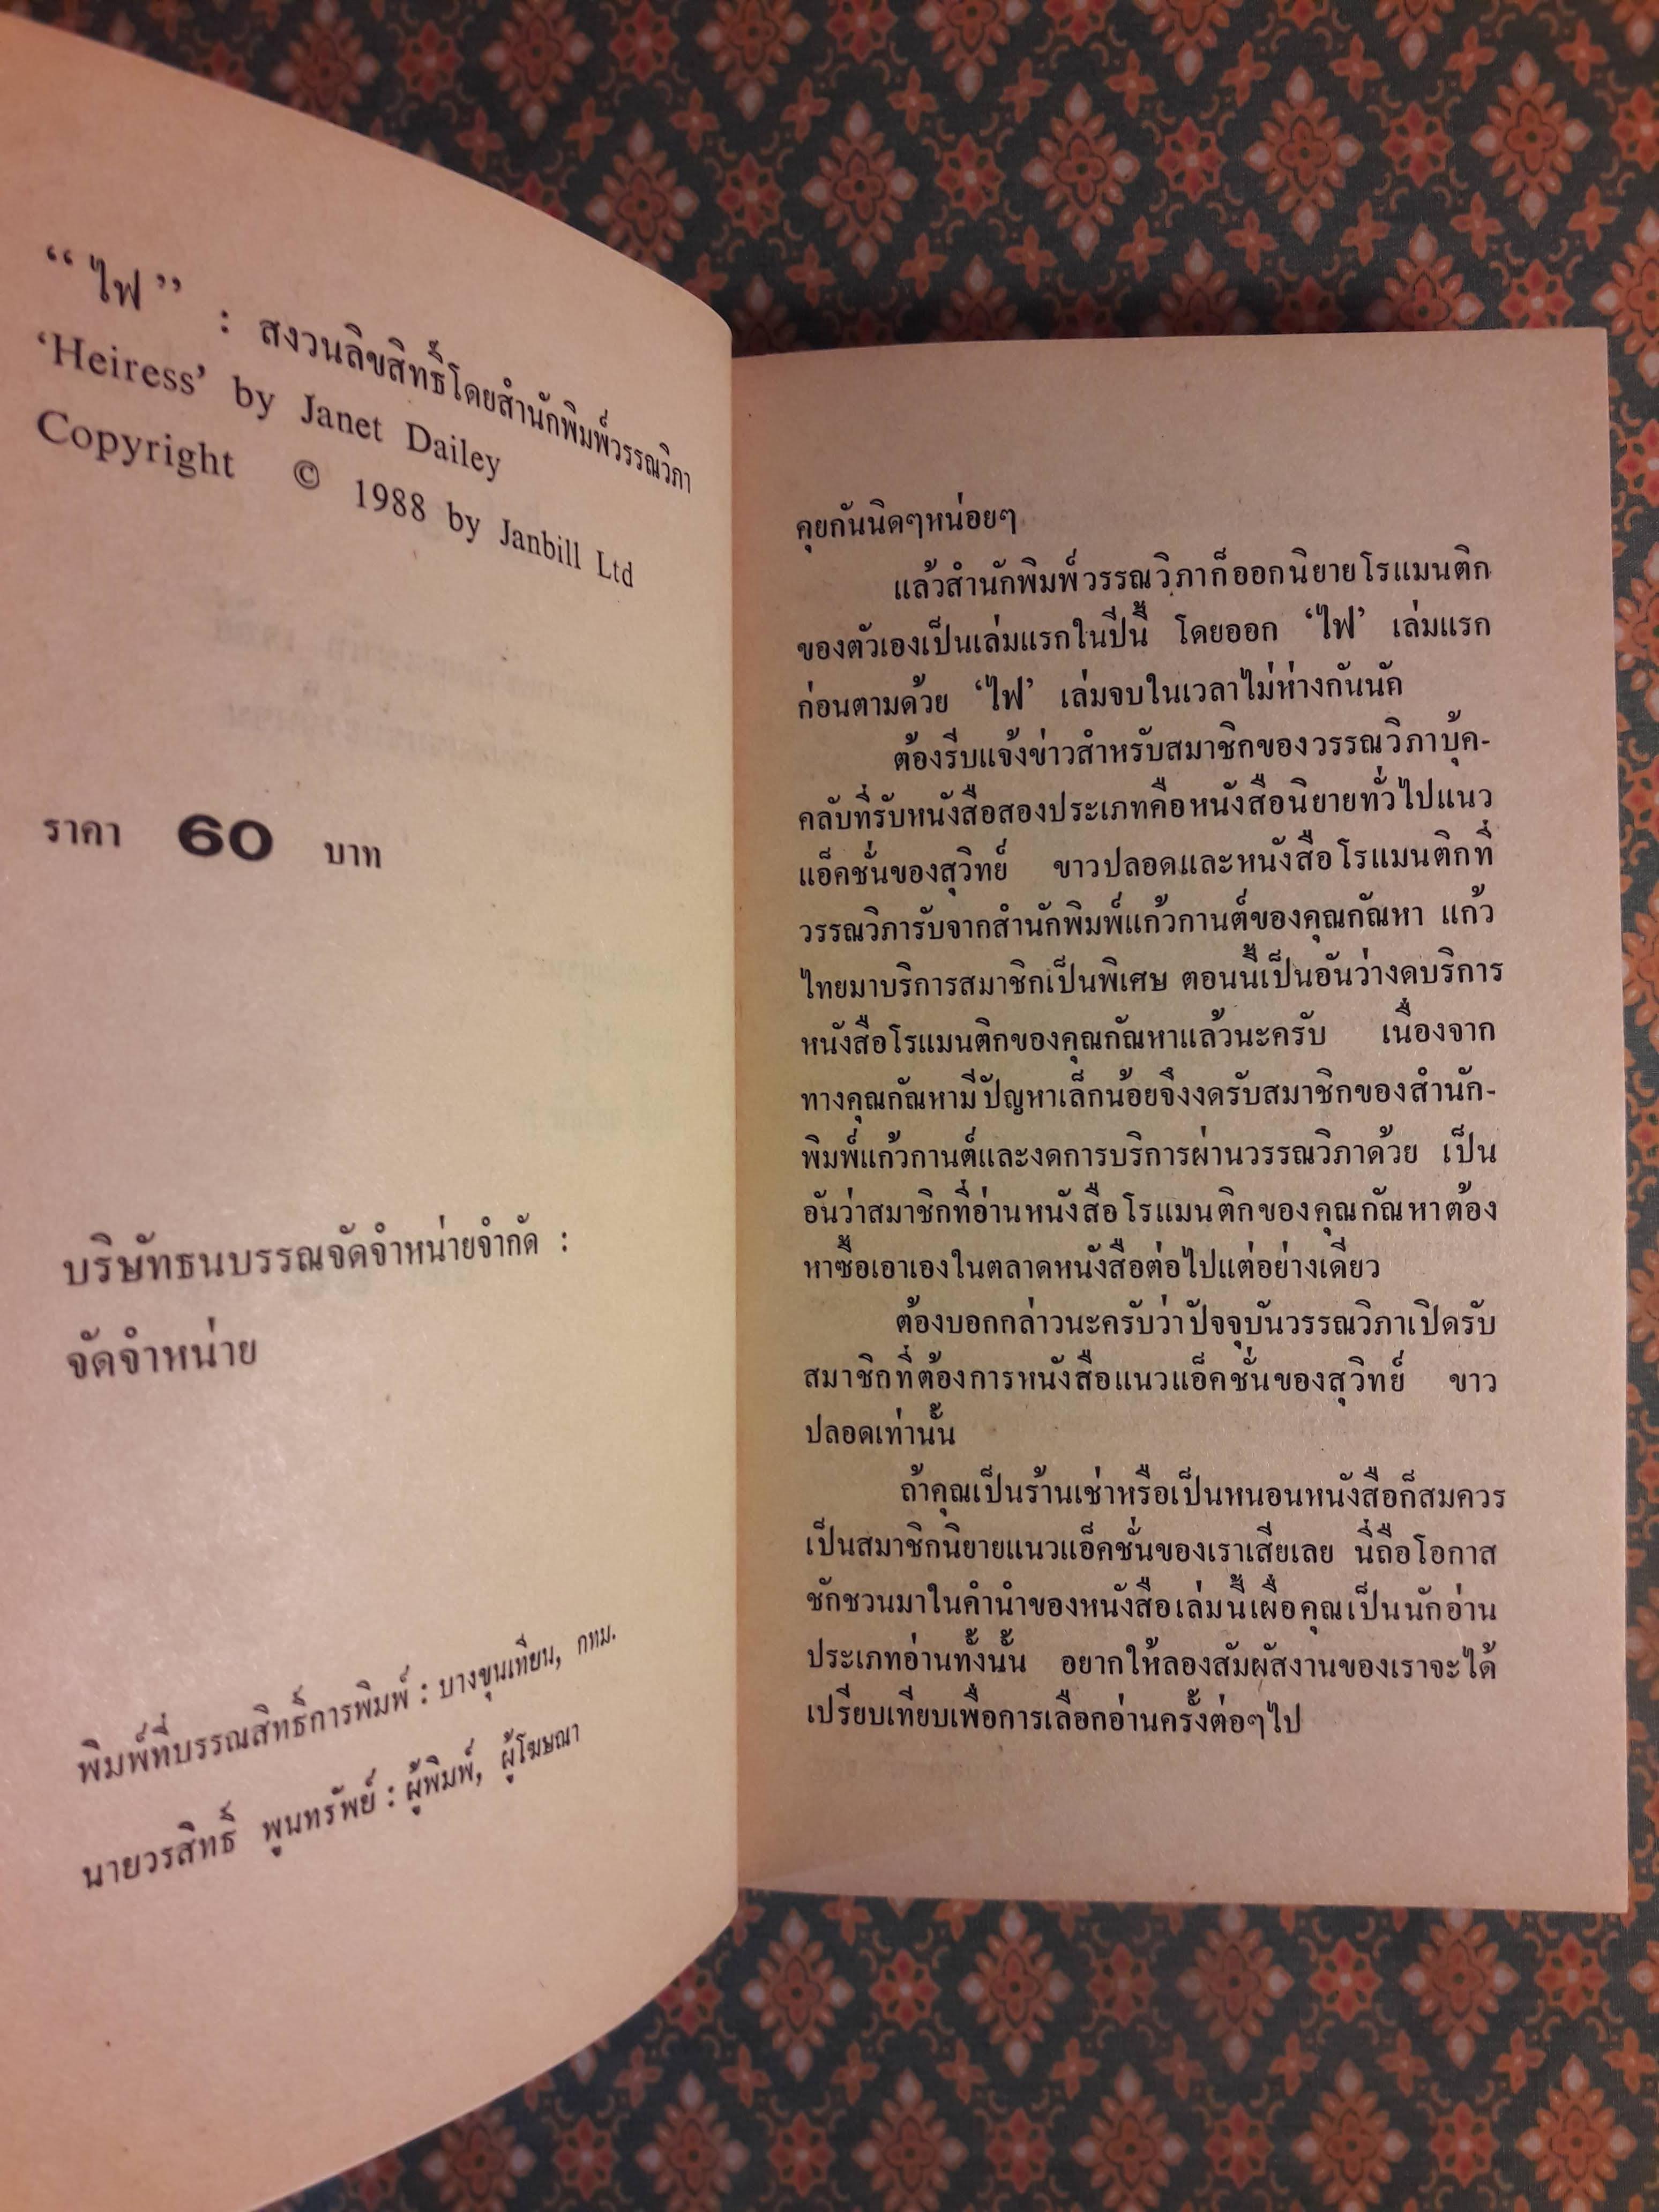 “ ไฟ ” : สงวนลิขสิทธิ์โดยสำนักพิมพ์วรรณวิภา
‘Heiress’ by Janet Dailey
Copyright © 1988 by Janbill Ltd
ราคา 60 บาท
บริษัทธนบรรณจัดจำหน่ายจำกัด :
จัดจำหน่าย
พิมพ์ที่บรรณสิทธิ์การพิมพ์ : บางขุนเทียน, กทม.
นายวรสิทธิ์ พูนทรัพย์ : ผู้พิมพ์, ผู้โฆษณา
คุยกันนิดๆหน่อยๆ
แล้วสำนักพิมพ์วรรณวิภาก็ออกนิยายโรแมนติก
ของตัวเองเป็นเล่มแรกในปีนี้ โดยออก ‘ไฟ’ เล่มแรก
ก่อนตามด้วย ‘ไฟ’ เล่มจบในเวลาไม่ห่างกันนัก
ต้องรีบแจ้งข่าวสำหรับสมาชิกของวรรณวิภาบุ้ค-
คลับที่รับหนังสือสองประเภทคือหนังสือนิยายทั่วไปแนว
แอ็คชั่นของสุวิทย์ ขาวปลอดและหนังสือโรแมนติกที่
วรรณวิภารับจากสำนักพิมพ์แก้วกานต์ของคุณกัณหา แก้ว
ไทยมาบริการสมาชิกเป็นพิเศษ ตอนนี้เป็นอันว่างดบริการ
หนังสือโรแมนติกของคุณกัณหาแล้วนะครับ เนื่องจาก
ทางคุณกัณหามีปัญหาเล็กน้อยจึงงดรับสมาชิกของสำนัก-
พิมพ์แก้วกานต์และงดการบริการผ่านวรรณวิภาด้วย เป็น
อันว่าสมาชิกที่อ่านหนังสือโรแมนติกของคุณกัณหาต้อง
หาซื้อเอาเองในตลาดหนังสือต่อไปแต่อย่างเดียว
ต้องบอกกล่าวนะครับว่าปัจจุบันวรรณวิภาเปิดรับ
สมาชิกที่ต้องการหนังสือแนวแอ็คชั่นของสุวิทย์ ขาว
ปลอดเท่านั้น
ถ้าคุณเป็นร้านเช่าหรือเป็นหนอนหนังสือก็สมควร
เป็นสมาชิกนิยายแนวแอ็คชั่นของเราเสียเลย นี่ถือโอกาส
ชักชวนมาในคำนำของหนังสือเล่มนี้เผื่อคุณเป็นนักอ่าน
ประเภทอ่านทั้งนั้น อยากให้ลองสัมผัสงานของเราจะได้
เปรียบเทียบเพื่อการเลือกอ่านครั้งต่อๆไป